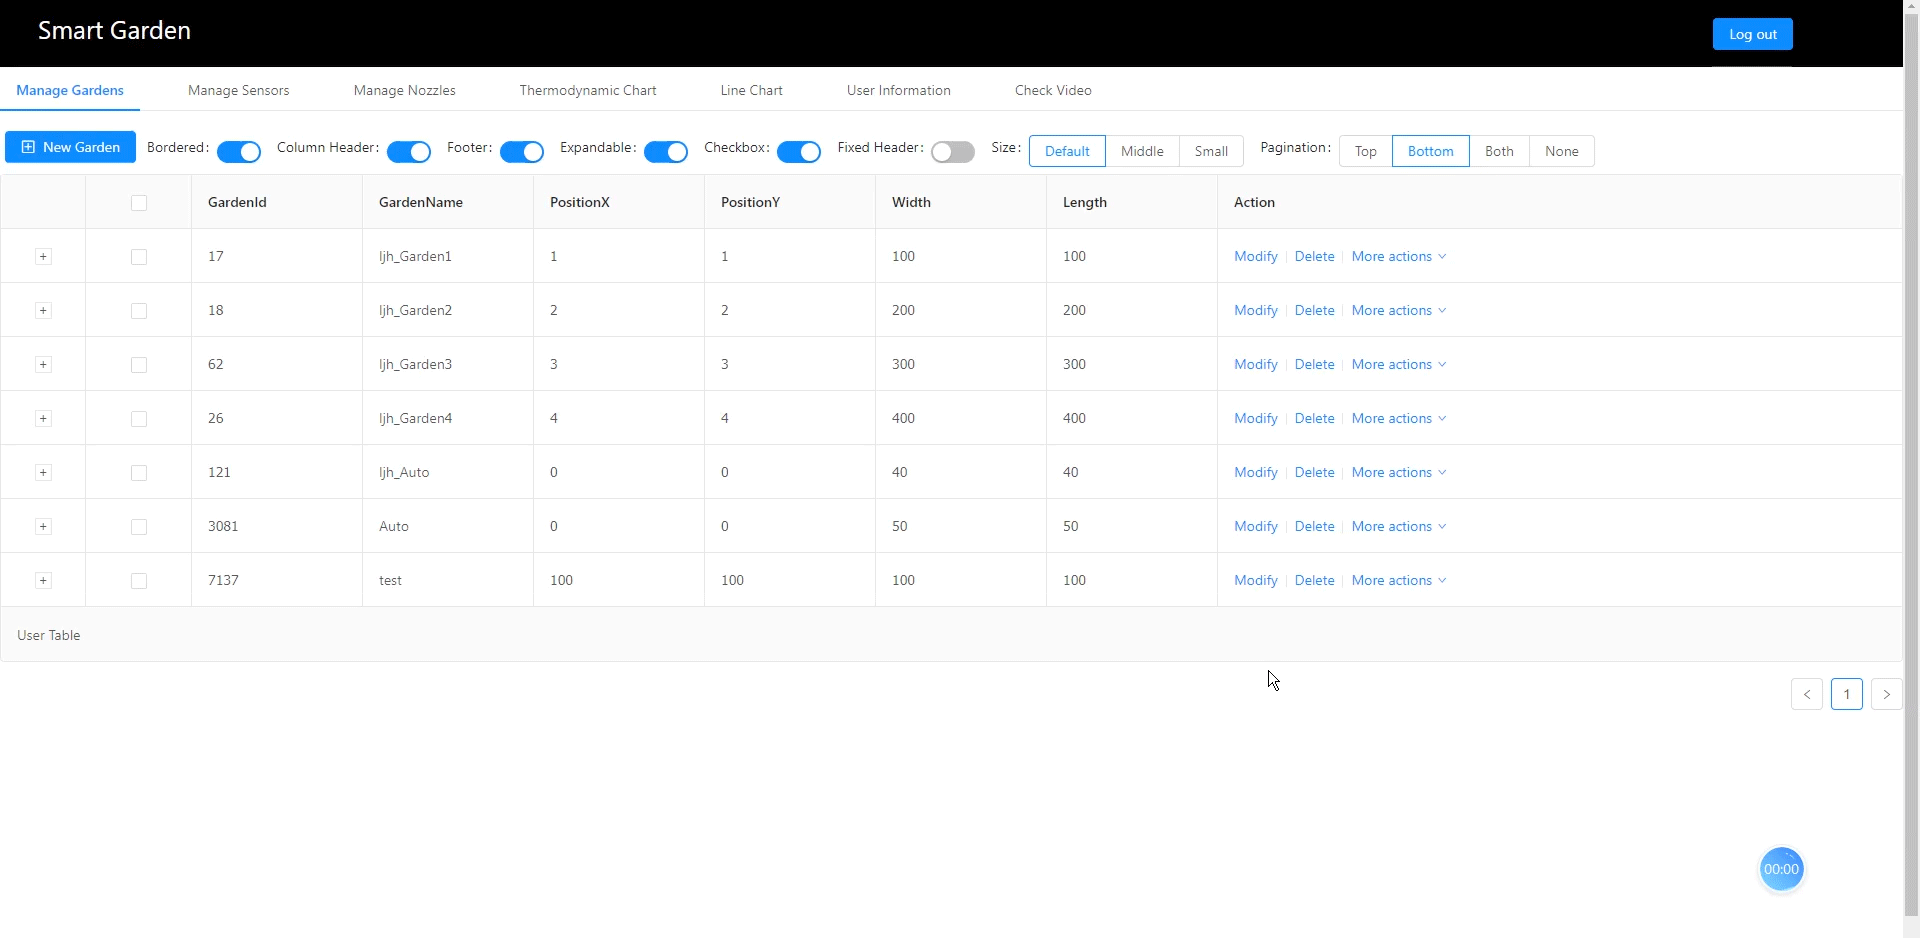 Smart Garden
Log out
Manage Gardens Manage Sensors Manage Nozzles Thermodynamic Chart Line Chart User Information Check Video
New Garden Bordered: Column Header: Footer: Expandable: Checkbox: Fixed Header: Size: Default Middle Small Pagination: Top Bottom Both None
GardenId GardenName PositionX PositionY Width Length Action
+ 17 ljh_Garden1 1 1 100 100 Modify Delete More actions
+ 18 ljh_Garden2 2 2 200 200 Modify Delete More actions
+ 62 ljh_Garden3 3 3 300 300 Modify Delete More actions
+ 26 ljh_Garden4 4 4 400 400 Modify Delete More actions
+ 121 ljh_Auto 0 0 40 40 Modify Delete More actions
+ 3081 Auto 0 0 50 50 Modify Delete More actions
+ 7137 test 100 100 100 100 Modify Delete More actions
User Table
< 1 >
00:00